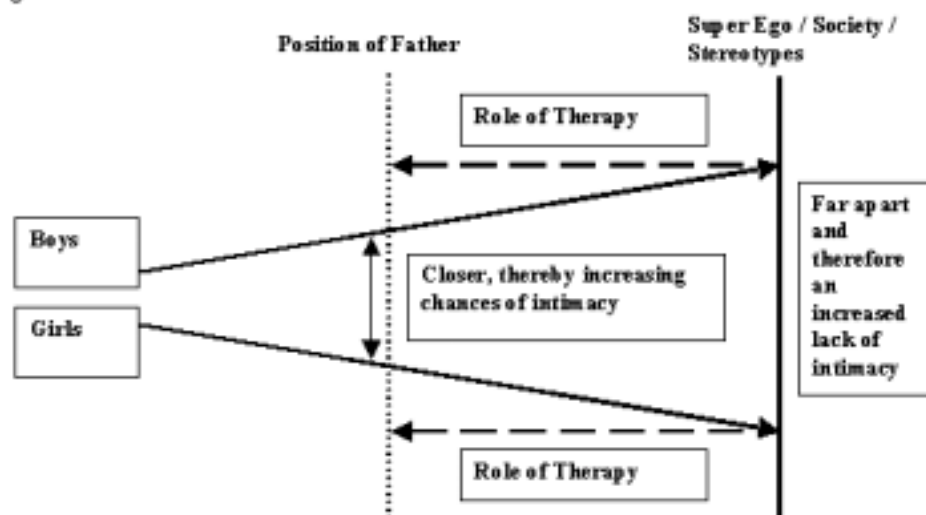 Super Ego / Society /
Stereotypes
Position of Father
Role of Therapy
Boys
Girls
Closer, thereby increasing
chances of intimacy
Far apart
and
therefore
an
increased
lack of
intimacy
Role of Therapy